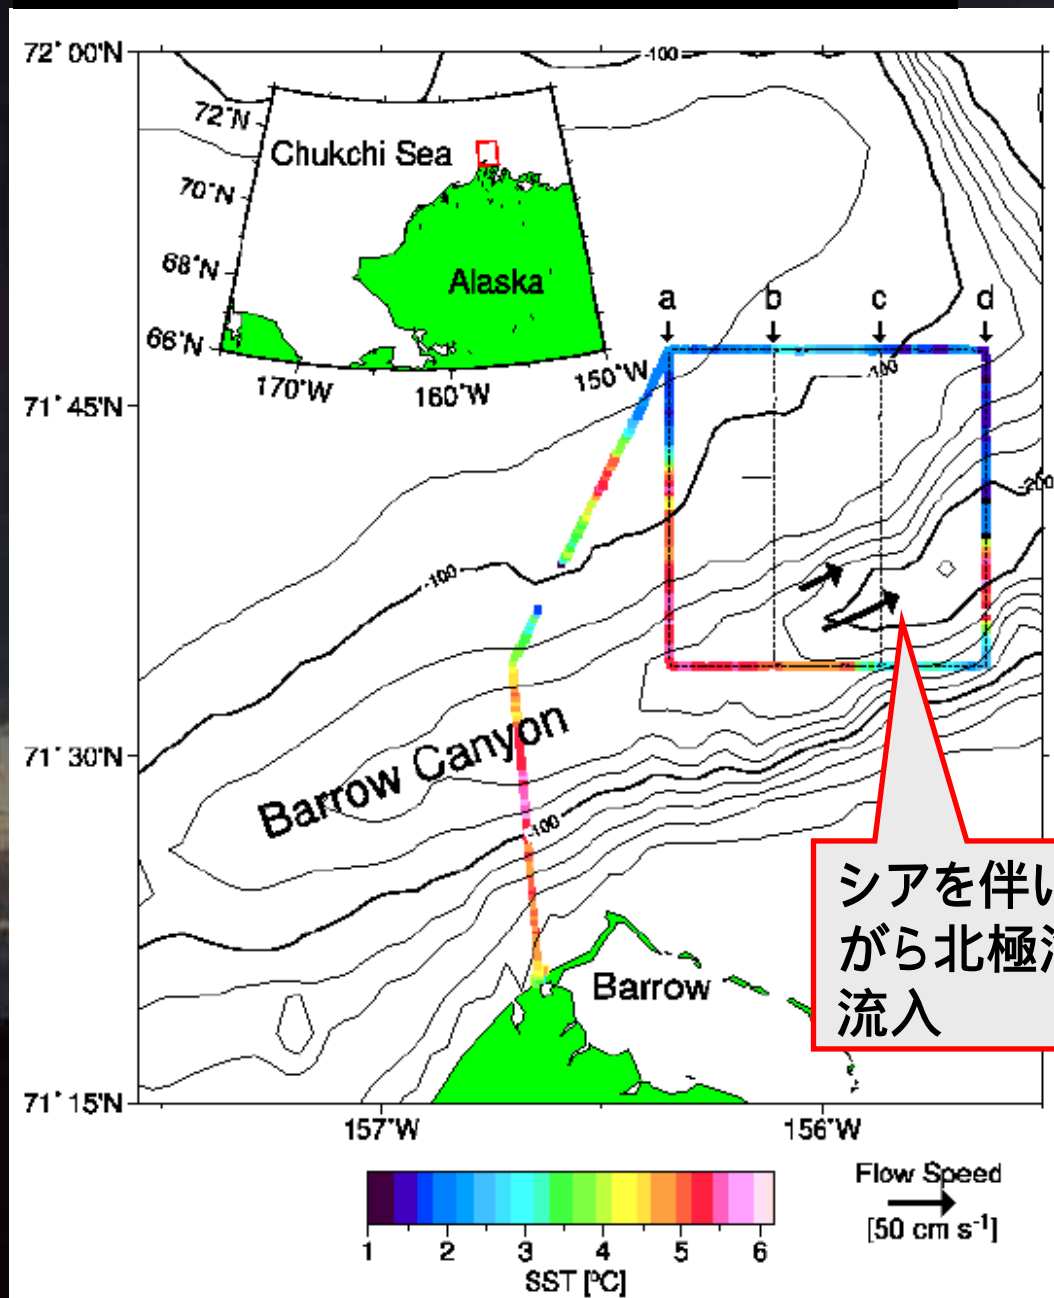 72°00'N
-100
72°N
Chukchi Sea
70°N
68°N
Alaska
66°N
170°W
160°W
150°W
a b c d
71°45'N
-100
-200
-100
71°30'N
Barrow Canyon
-100
シアを伴い
がら北極
流入
Barrow
71°15'N
157°W
156°W
Flow Speed
[50 cm s⁻¹]
1 2 3 4 5 6
SST [°C]